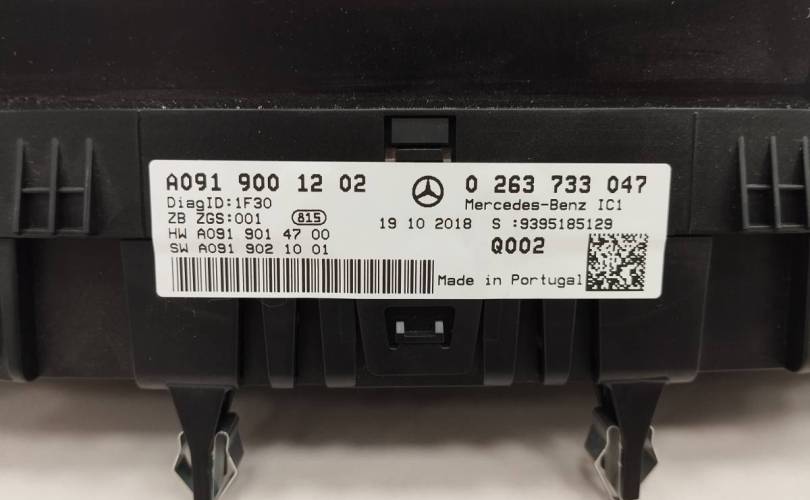 A091 900 12 02 0 263 733 047
DiagID:1F30 Mercedes-Benz IC1
ZB ZGS:001 815 19 10 2018 S :9395185129
HW A091 901 47 00 Q002
SW A091 902 10 01
Made in Portugal